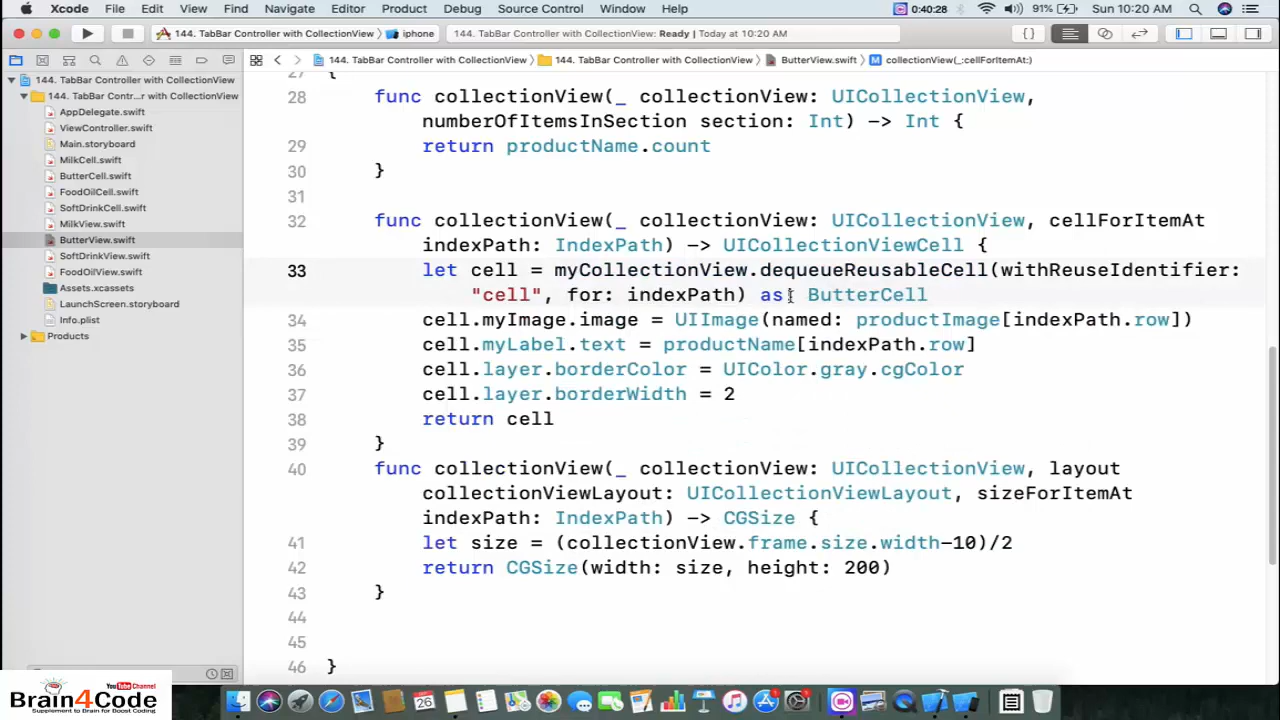 Xcode File Edit View Find Navigate Editor Product Debug Source Control Window Help 0:40:28 91% Sun 10:20 AM
144. TabBar Controller with CollectionView iphone 144. TabBar Controller with CollectionView: Ready | Today at 10:20 AM
144. TabBar Controller with CollectionView 144. TabBar Controller with CollectionView ButterView.swift collectionView(_:cellForItemAt:)
144. TabBar Controller with CollectionView
144. TabBar Contr...r with CollectionView
AppDelegate.swift
ViewController.swift
Main.storyboard
MilkCell.swift
ButterCell.swift
FoodOilCell.swift
SoftDrinkCell.swift
MilkView.swift
ButterView.swift
SoftDrinkView.swift
FoodOilView.swift
Assets.xcassets
LaunchScreen.storyboard
Info.plist
Products
27 {
28 func collectionView(_ collectionView: UICollectionView,
numberOfItemsInSection section: Int) -> Int {
29 return productName.count
30 }
31
32 func collectionView(_ collectionView: UICollectionView, cellForItemAt
indexPath: IndexPath) -> UICollectionViewCell {
33 let cell = myCollectionView.dequeueReusableCell(withReuseIdentifier:
"cell", for: indexPath) as! ButterCell
34 cell.myImage.image = UIImage(named: productImage[indexPath.row])
35 cell.myLabel.text = productName[indexPath.row]
36 cell.layer.borderColor = UIColor.gray.cgColor
37 cell.layer.borderWidth = 2
38 return cell
39 }
40 func collectionView(_ collectionView: UICollectionView, layout
collectionViewLayout: UICollectionViewLayout, sizeForItemAt
indexPath: IndexPath) -> CGSize {
41 let size = (collectionView.frame.size.width-10)/2
42 return CGSize(width: size, height: 200)
43 }
44
45
46 }
YouTube Channel
Brain4Code
Supplement to Brain for Boost Coding
24